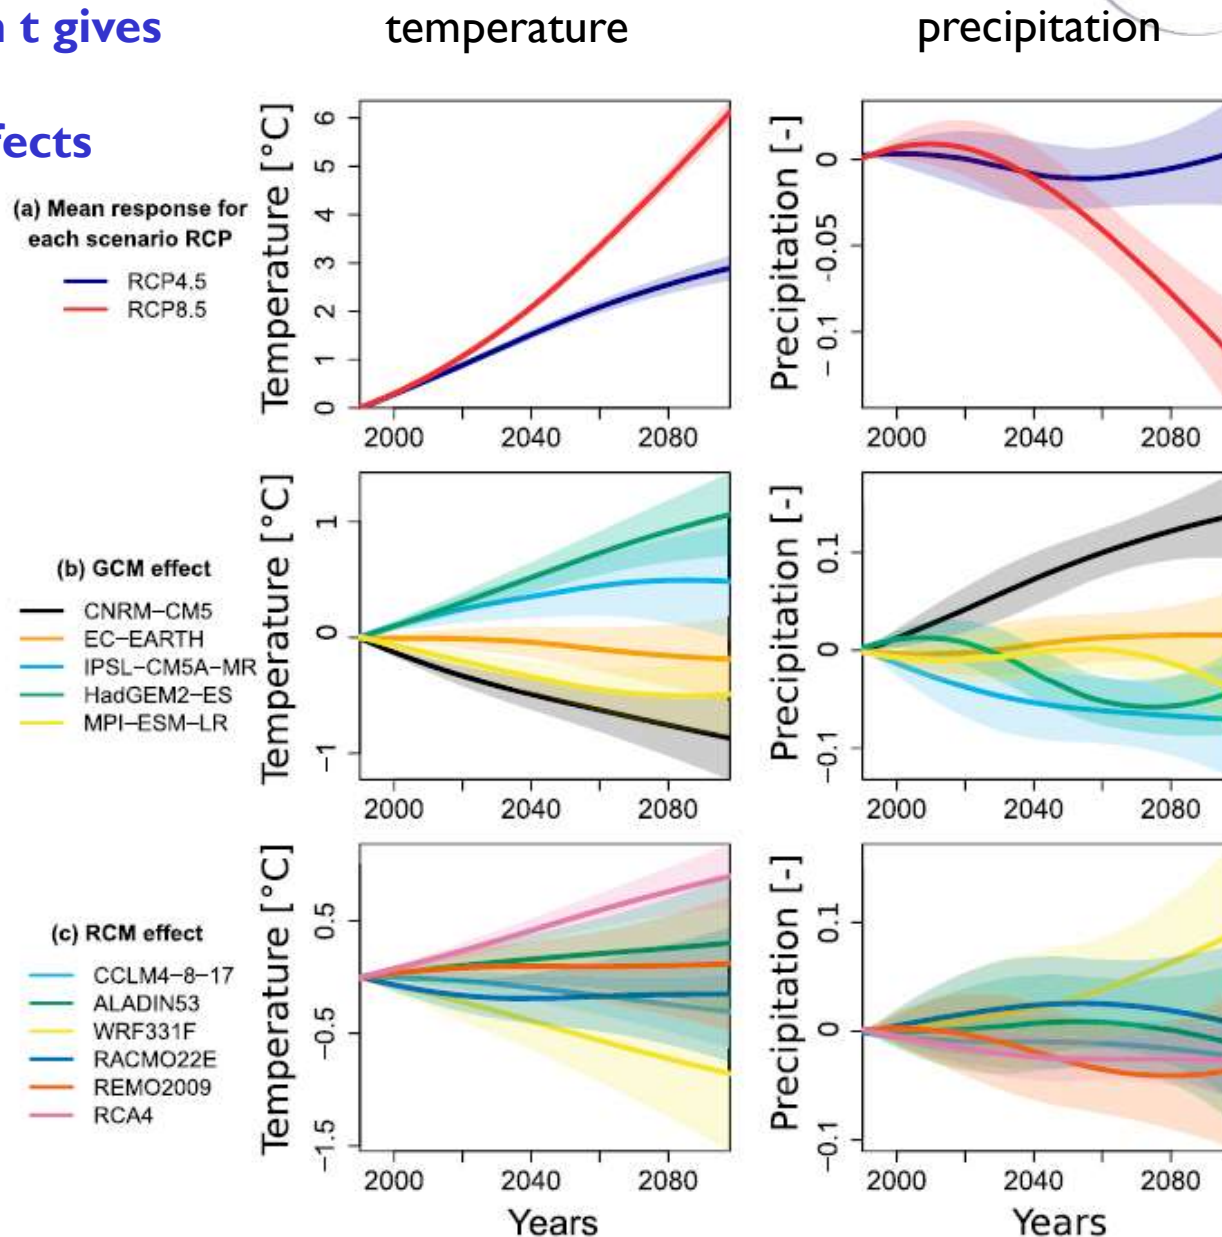 n t gives
temperature
precipitation
fects
(a) Mean response for
each scenario RCP
RCP4.5
RCP8.5
Temperature [°C]
0
1
2
3
4
5
6
2000
2040
2080
Precipitation [-]
0
-0.05
-0.1
2000
2040
2080
(b) GCM effect
CNRM-CM5
EC-EARTH
IPSL-CM5A-MR
HadGEM2-ES
MPI-ESM-LR
Temperature [°C]
1
0
-1
2000
2040
2080
Precipitation [-]
0.1
0
-0.1
2000
2040
2080
(c) RCM effect
CCLM4-8-17
ALADIN53
WRF331F
RACMO22E
REMO2009
RCA4
Temperature [°C]
0.5
-0.5
-1.5
2000
2040
2080
Years
Precipitation [-]
0.1
0
-0.1
2000
2040
2080
Years